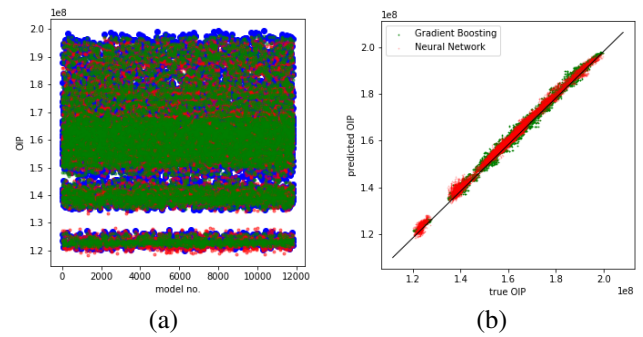 1e8
2.0
1.9
1.8
1.7
1.6
1.5
1.4
1.3
1.2
OIP
0 2000 4000 6000 8000 10000 12000
model no.
(a)
1e8
Gradient Boosting
Neural Network
2.0
1.8
1.6
1.4
1.2
predicted OIP
1.2 1.4 1.6 1.8 2.0
true OIP
1e8
(b)